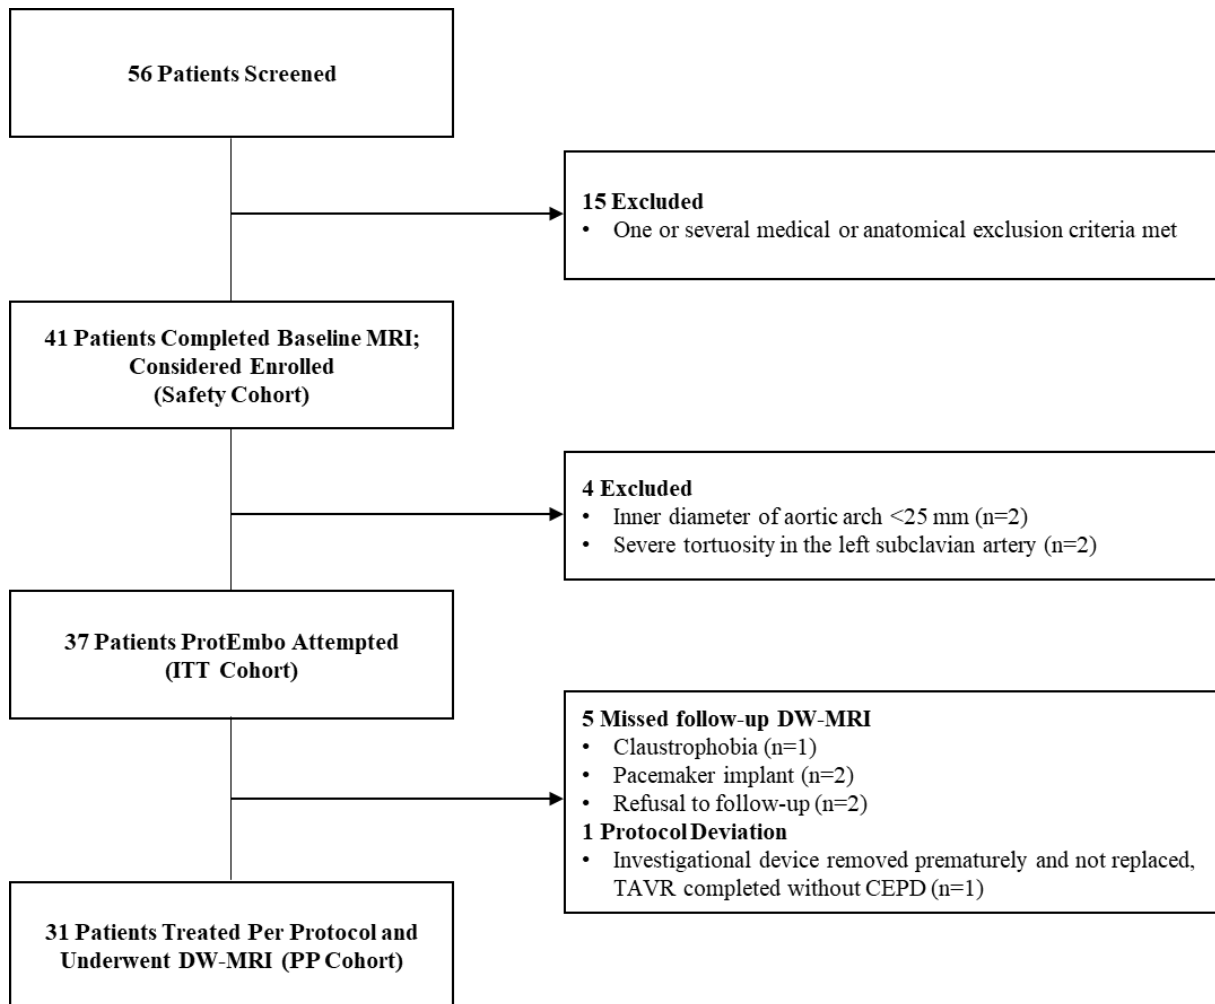 56 Patients Screened
15 Excluded
• One or several medical or anatomical exclusion criteria met
41 Patients Completed Baseline MRI;
Considered Enrolled
(Safety Cohort)
4 Excluded
• Inner diameter of aortic arch <25 mm (n=2)
• Severe tortuosity in the left subclavian artery (n=2)
37 Patients ProtEmbo Attempted
(ITT Cohort)
5 Missed follow-up DW-MRI
• Claustrophobia (n=1)
• Pacemaker implant (n=2)
• Refusal to follow-up (n=2)
1 Protocol Deviation
• Investigational device removed prematurely and not replaced,
TAVR completed without CEPD (n=1)
31 Patients Treated Per Protocol and
Underwent DW-MRI (PP Cohort)